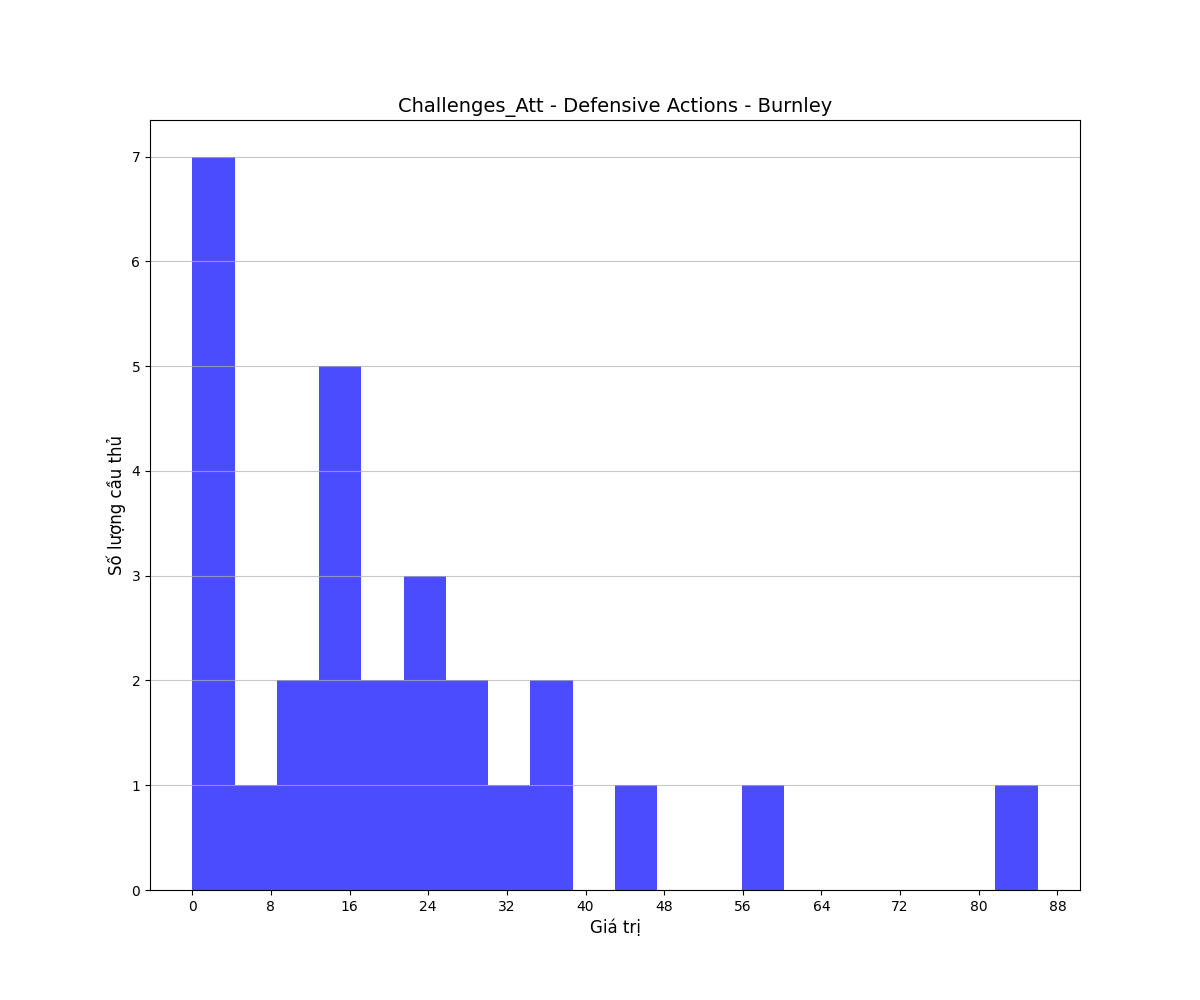 Challenges_Att - Defensive Actions - Burnley
7
6
5
4
3
2
1
0
Số lượng cầu thủ
0 8 16 24 32 40 48 56 64 72 80 88
Giá trị